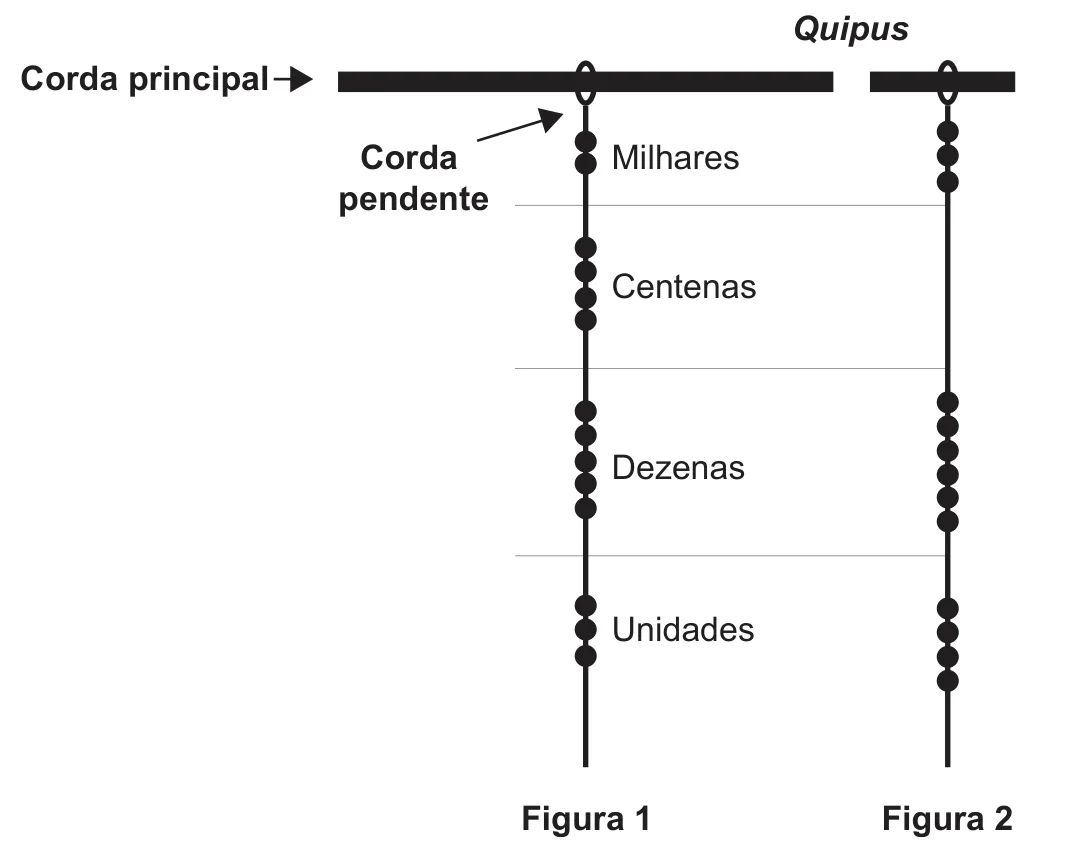 Quipus
Corda principal
Corda
pendente
Milhares
Centenas
Dezenas
Unidades
Figura 1
Figura 2